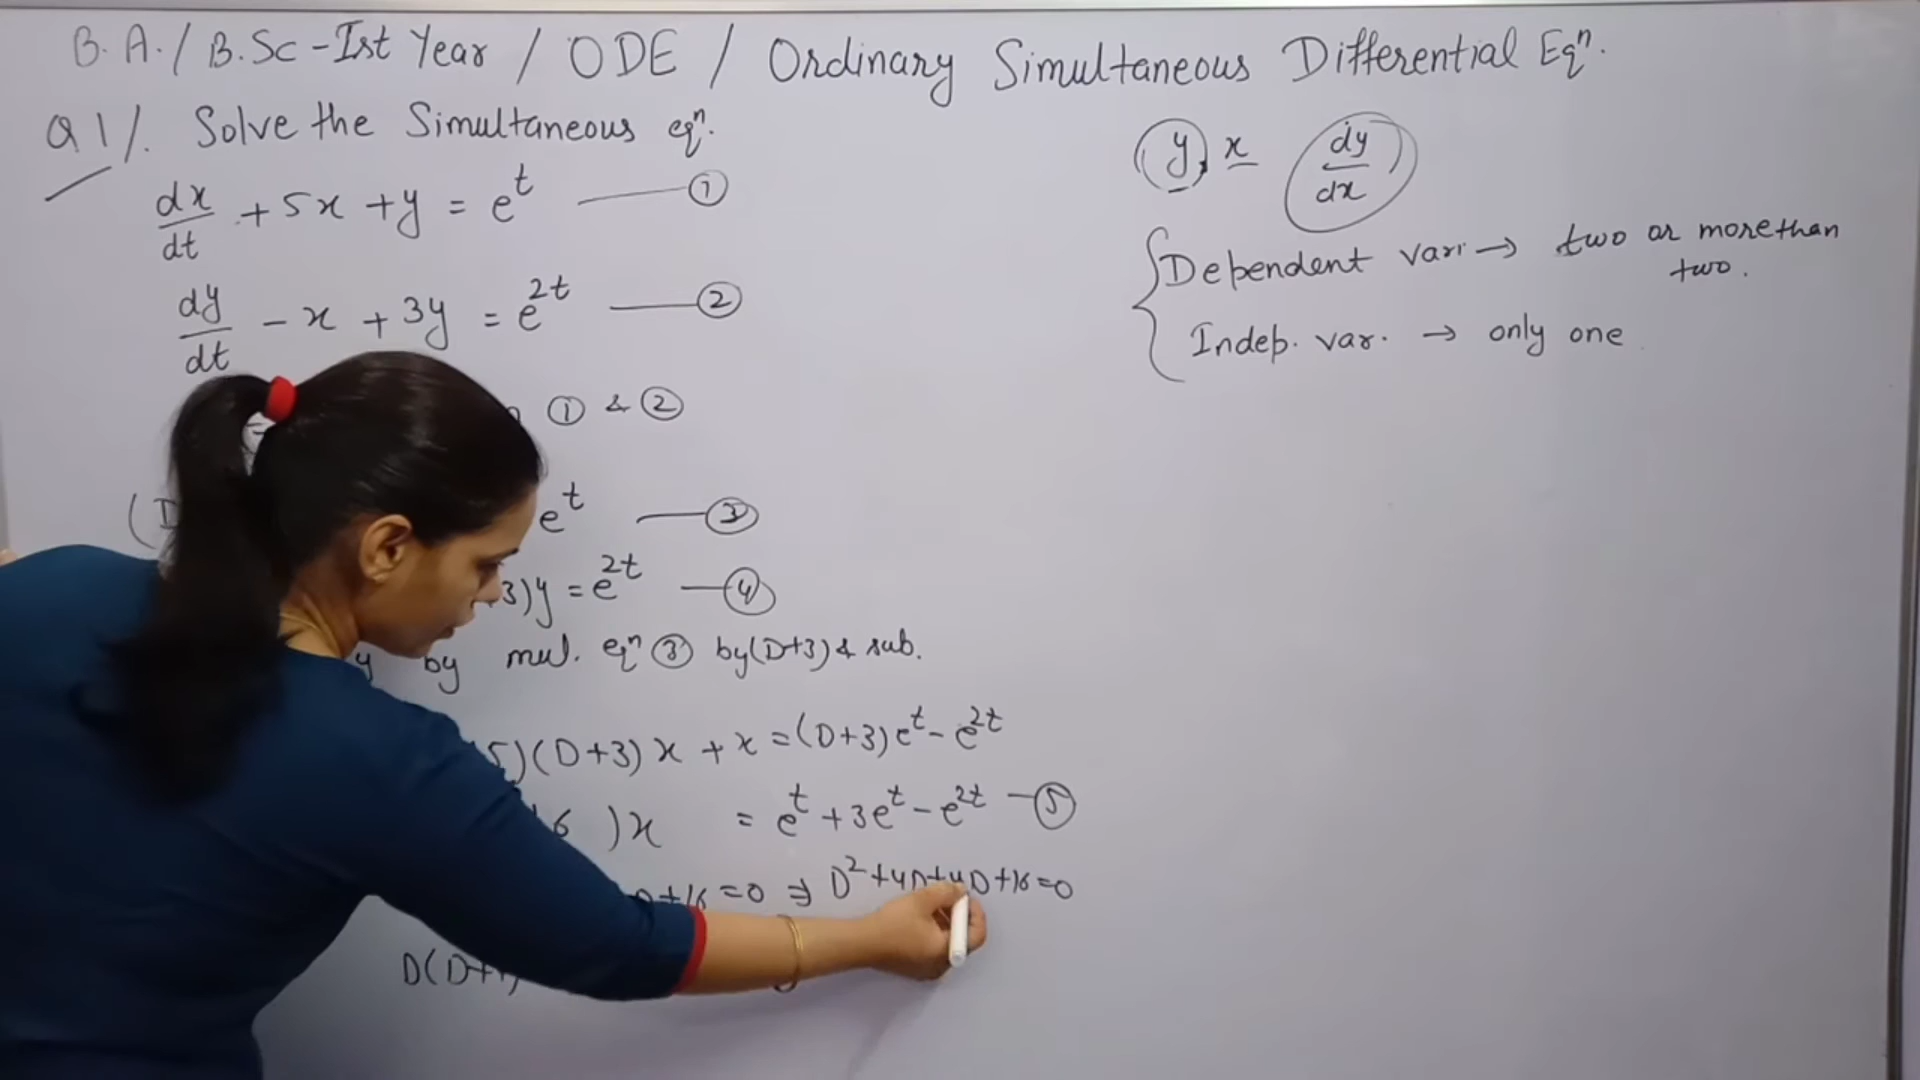 B.A./B.Sc-Ist Year / ODE / Ordinary Simultaneous Differential Eqⁿ.
Q1/. Solve the Simultaneous eqⁿ.
dx/dt + 5x + y = e^t —— ①
dy/dt - x + 3y = e^2t —— ②
① & ②
e^t —— ③
3)y = e^2t — ④
y by mul. eqⁿ ③ by (D+3) & sub.
5)(D+3)x + x = (D+3)e^t - e^2t
6 )x = e^t + 3e^t - e^2t — ⑤
D+16=0 ⇒ D²+4D+4D+16=0
D(D+
y, x dy/dx
Dependent vari → two or more than two.
Indep. var. → only one